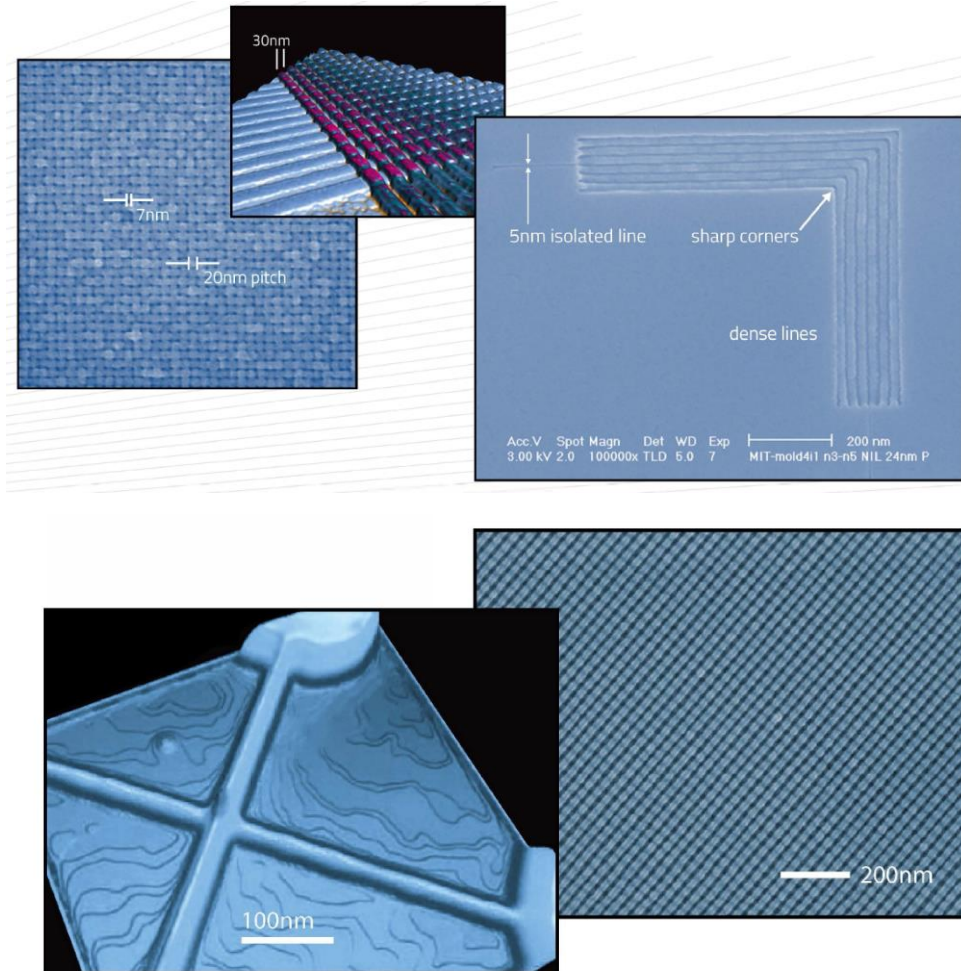 30nm
7nm
20nm pitch
5nm isolated line
sharp corners
dense lines
Acc.V Spot Magn Det WD Exp 200 nm
3.00 kV 2.0 100000x TLD 5.0 7 MIT-mold4i1 n3-n5 NIL 24nm P
100nm
200nm